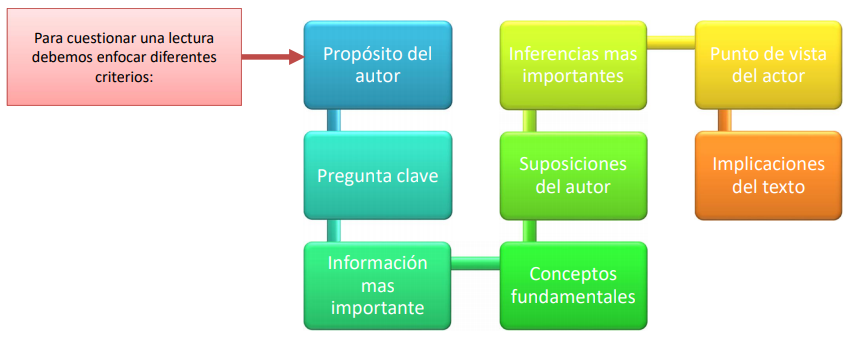 Para cuestionar una lectura
debemos enfocar diferentes
criterios:
Propósito del
autor
Pregunta clave
Información
mas
importante
Conceptos
fundamentales
Suposiciones
del autor
Inferencias mas
importantes
Punto de vista
del actor
Implicaciones
del texto